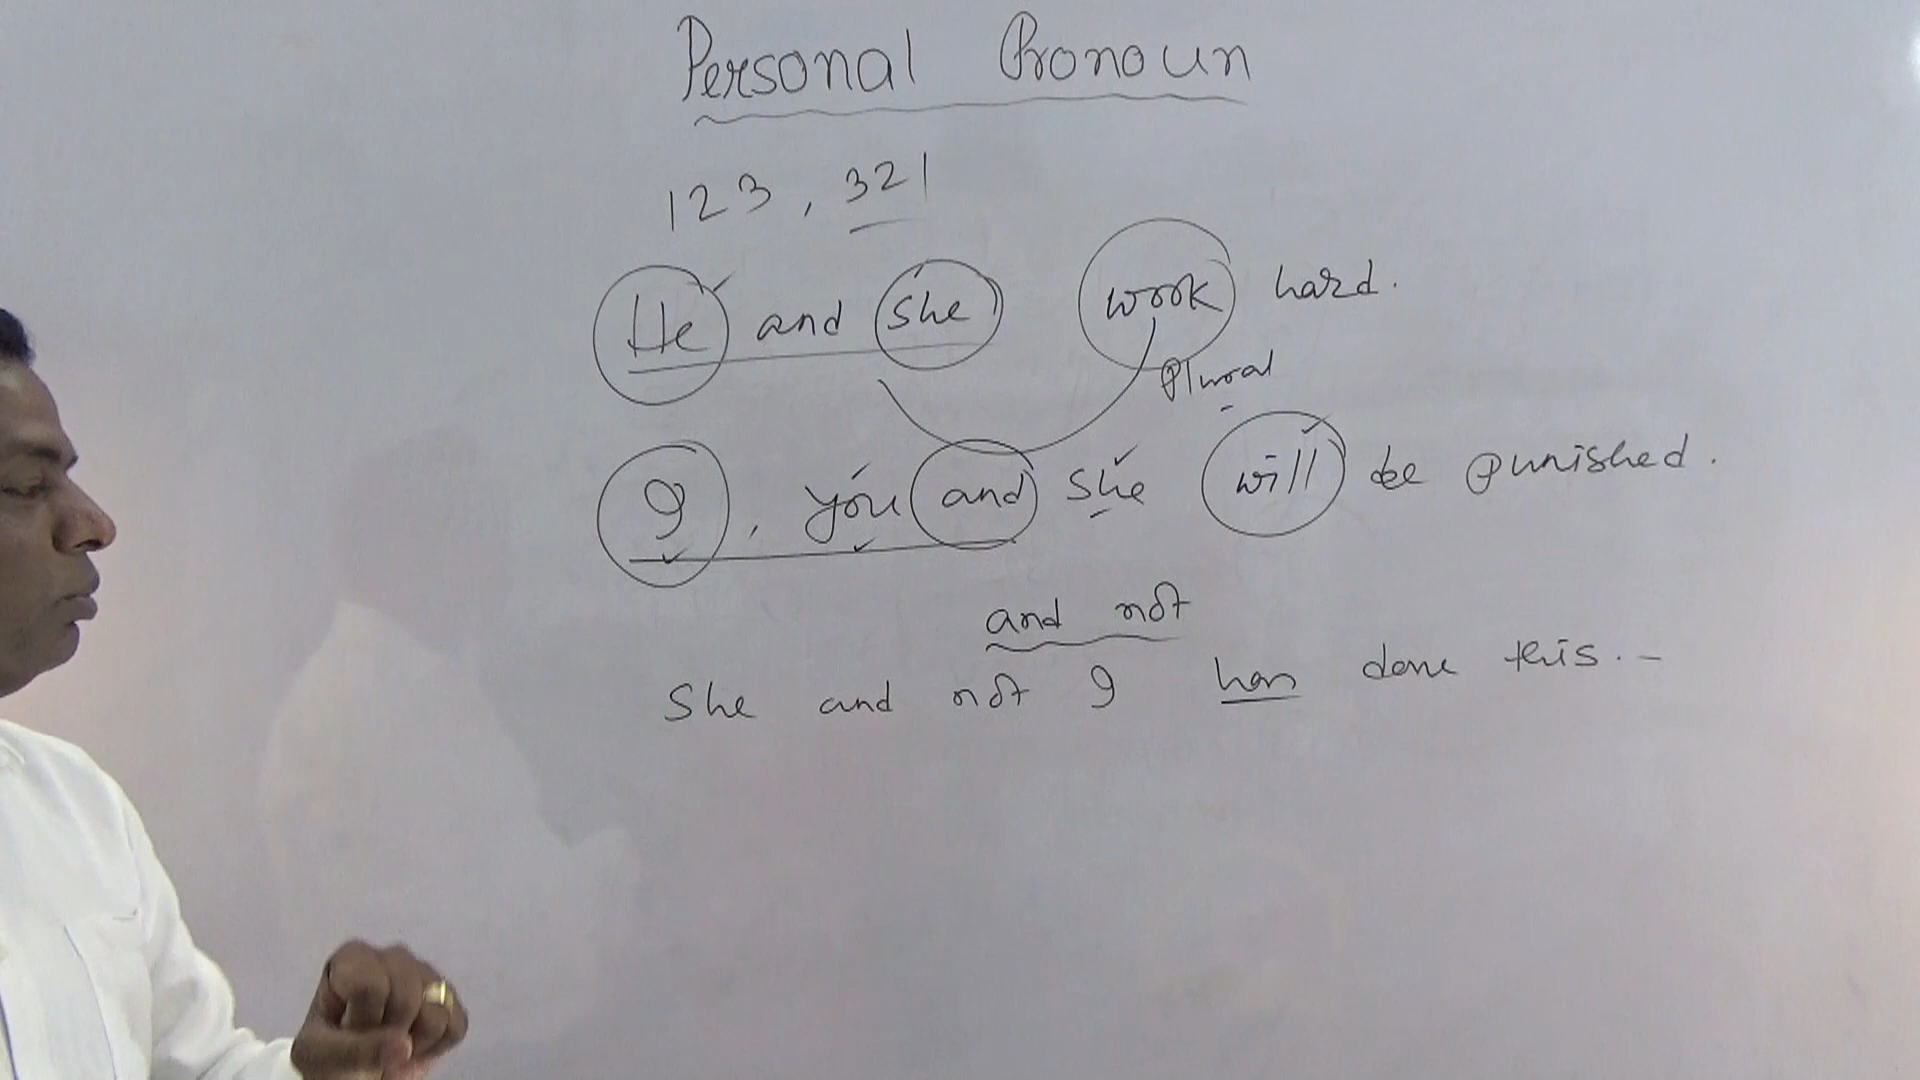 Personal Pronoun
123, 321
He and she work hard.
Plural
I, you and she will be punished.
and not
She and not I has done this.-